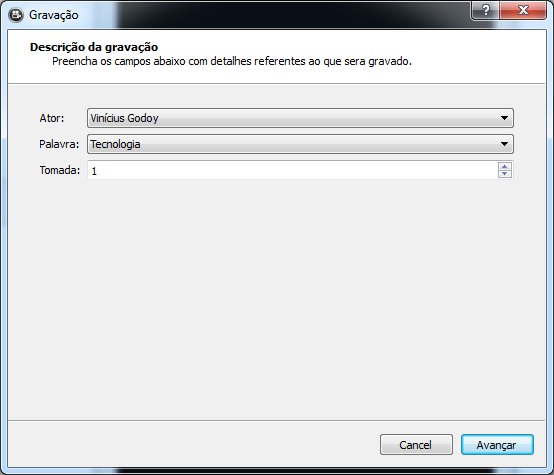 Gravação
Descrição da gravação
Preencha os campos abaixo com detalhes referentes ao que sera gravado.
Ator: Vinícius Godoy
Palavra: Tecnologia
Tomada: 1
Cancel Avançar